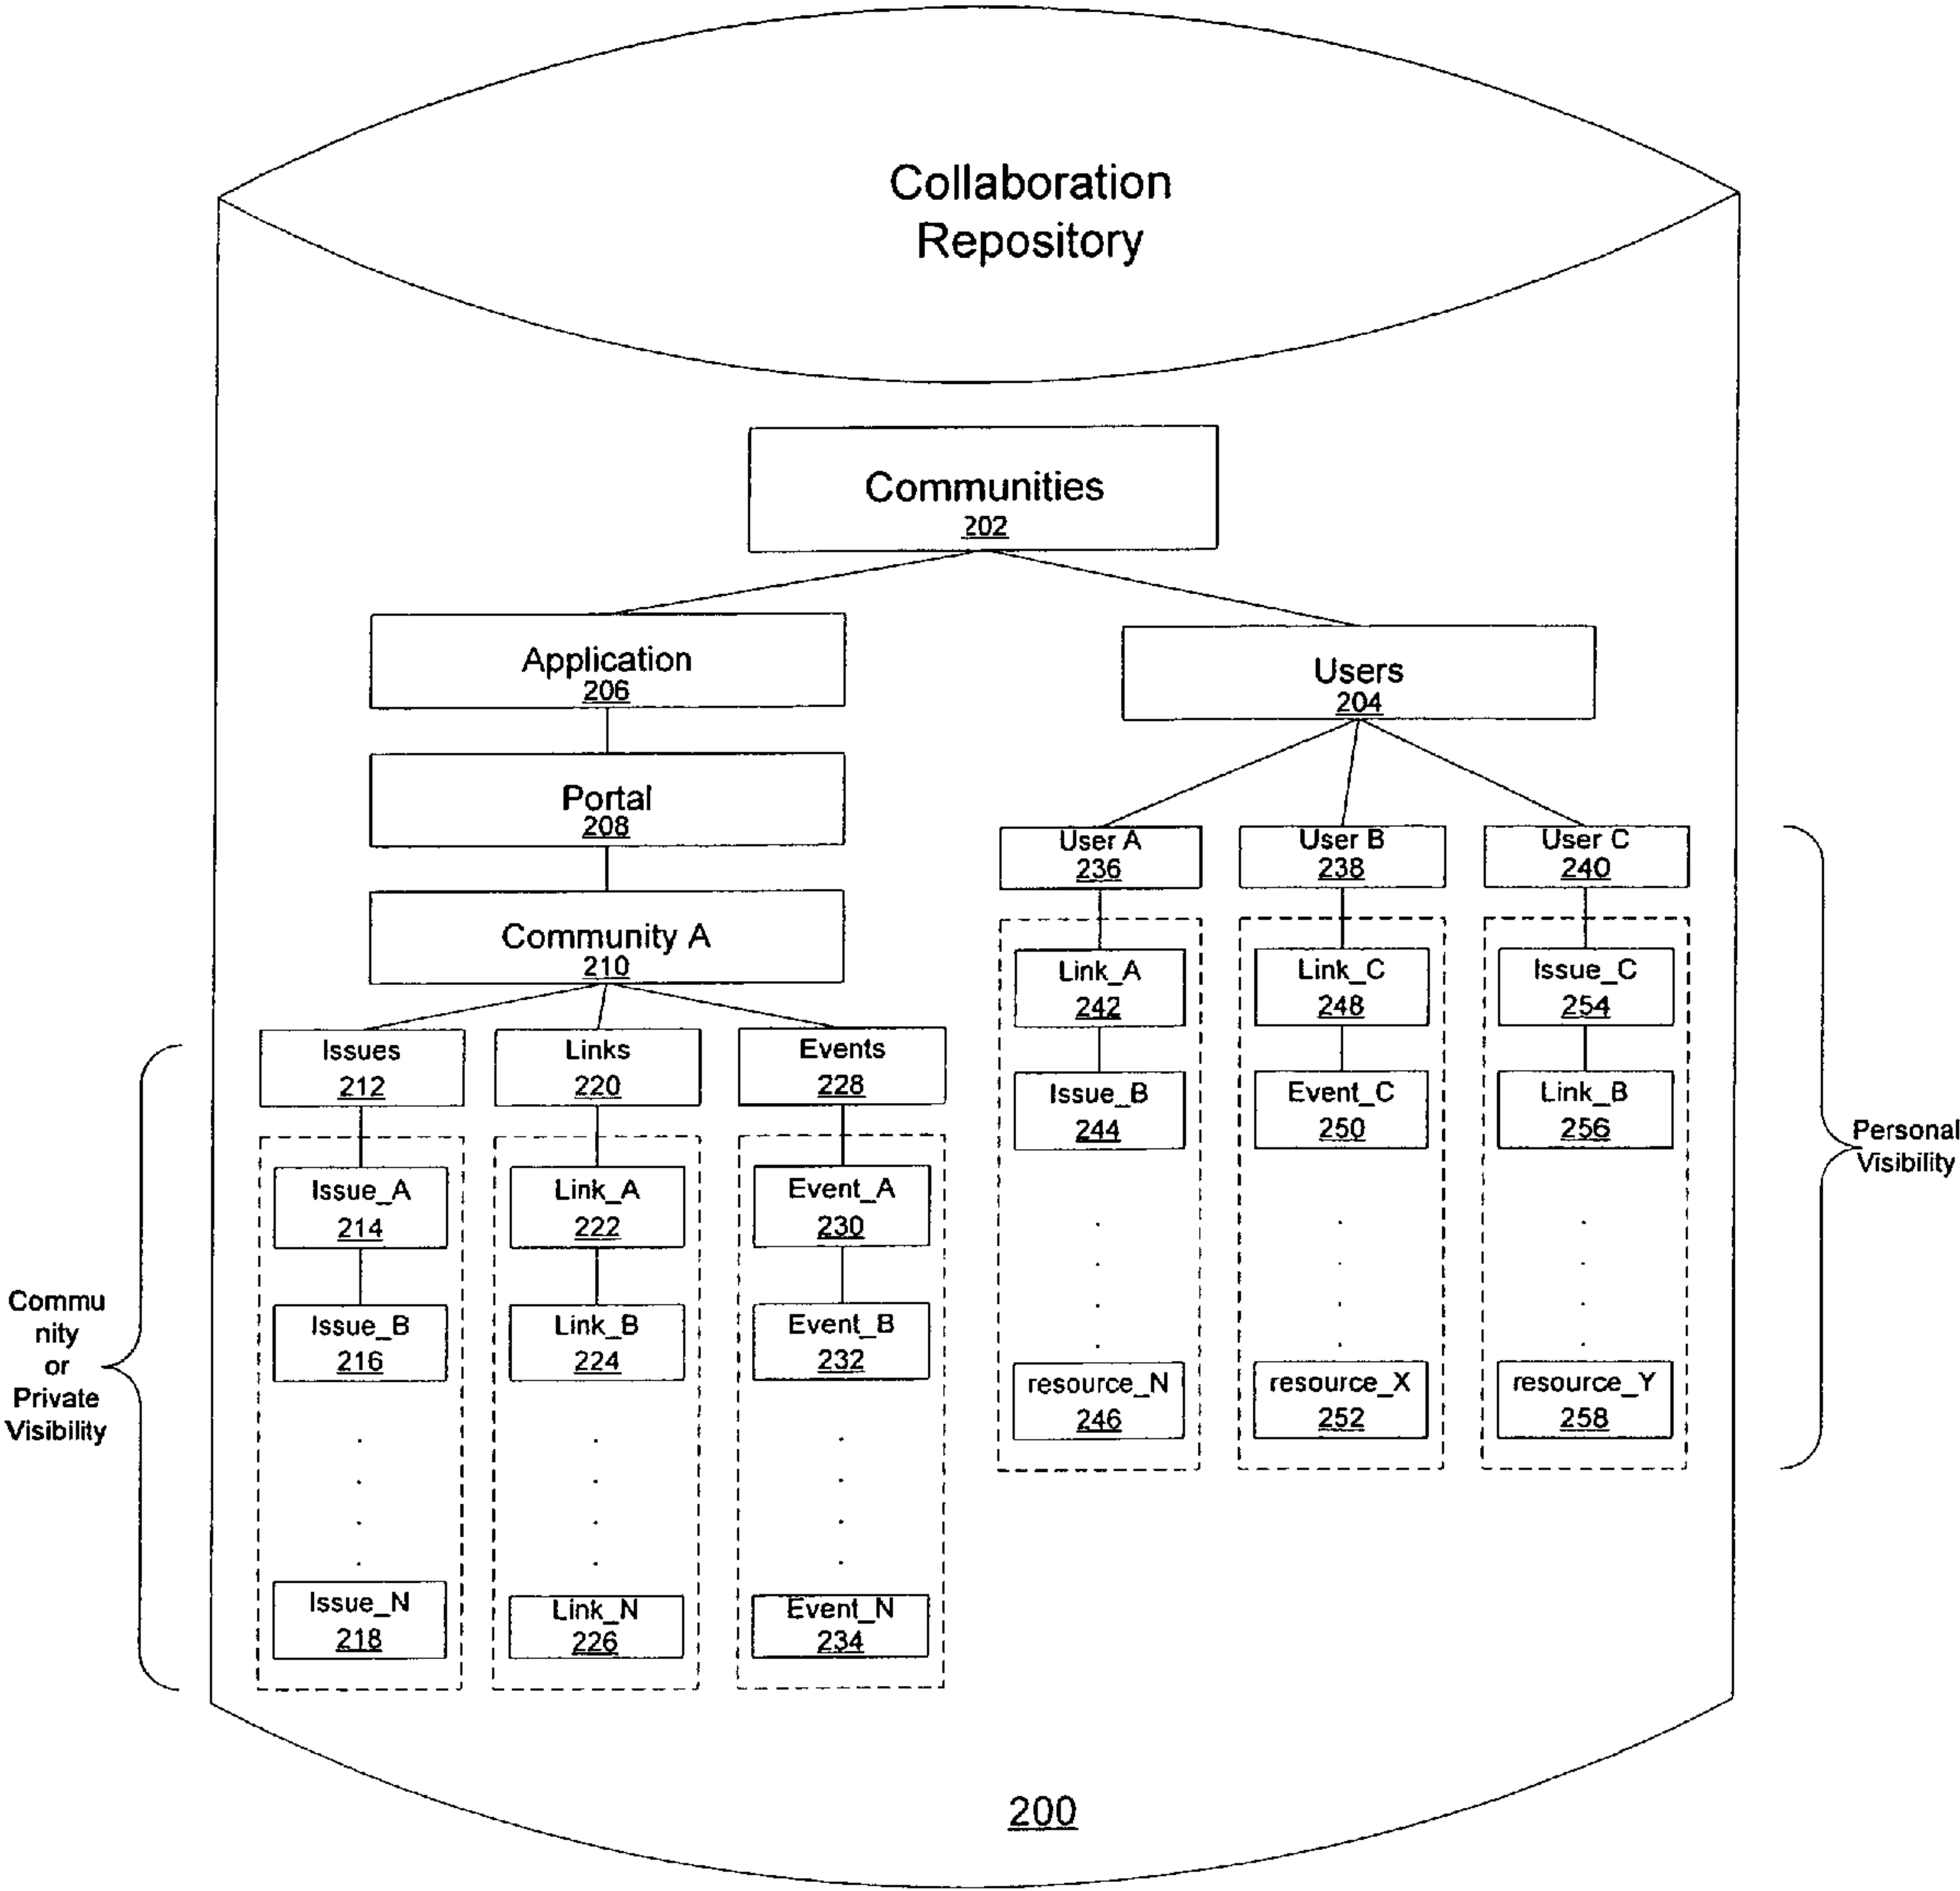 Collaboration
Repository
Communities
202
Application
206
Users
204
Portal
208
Community A
210
User A
236
User B
238
User C
240
Link_A
242
Link_C
248
Issue_C
254
Issue_B
244
Event_C
250
Link_B
256
resource_N
246
resource_X
252
resource_Y
258
Personal
Visibility
Issues
212
Links
220
Events
228
Issue_A
214
Link_A
222
Event_A
230
Issue_B
216
Link_B
224
Event_B
232
Issue_N
218
Link_N
226
Event_N
234
Commu
nity
or
Private
Visibility
200